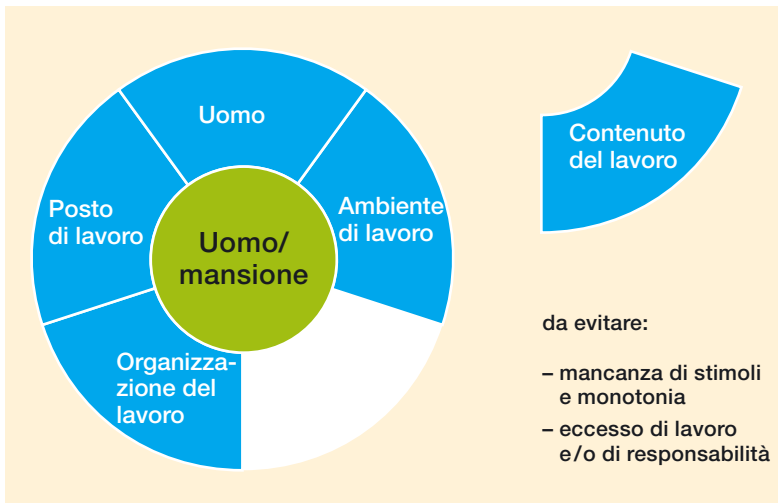 Uomo
Posto
di lavoro
Ambiente
di lavoro
Uomo/
mansione
Organizza-
zione del
lavoro
Contenuto
del lavoro
da evitare:
– mancanza di stimoli
e monotonia
– eccesso di lavoro
e/o di responsabilità